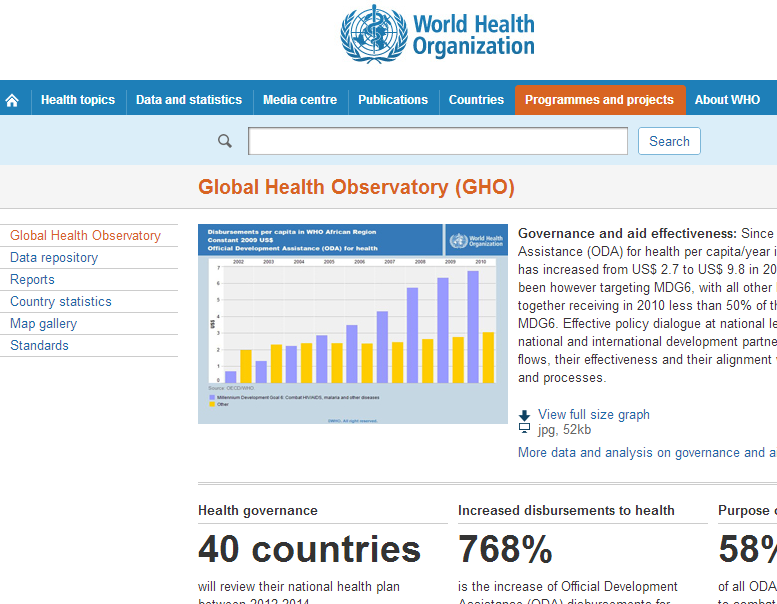 World Health
Organization
Health topics
Data and statistics
Media centre
Publications
Countries
Programmes and projects
About WHO
Search
Global Health Observatory (GHO)
Global Health Observatory
Data repository
Reports
Country statistics
Map gallery
Standards
Disbursements per capita in WHO African Region
Constant 2009 US$
Official Development Assistance (ODA) for health
World Health
Organization
2002 2003 2004 2005 2006 2007 2008 2009 2010
7
6
5
4
3
2
1
0
US$
Source: OECD/WHO
Millennium Development Goal 6: Combat HIV/AIDS, malaria and other diseases
Other
©WHO. All right reserved.
Governance and aid effectiveness: Since
Assistance (ODA) for health per capita/year i
has increased from US$ 2.7 to US$ 9.8 in 20
been however targeting MDG6, with all other
together receiving in 2010 less than 50% of th
MDG6. Effective policy dialogue at national le
national and international development partne
flows, their effectiveness and their alignment
and processes.
View full size graph
jpg, 52kb
More data and analysis on governance and a
Health governance
40 countries
will review their national health plan
between 2012-2014
Increased disbursements to health
768%
is the increase of Official Development
Assistance (ODA) disbursements for
Purpose
58%
of all ODA
to combat